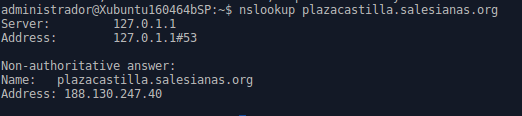 administrador@Xubuntu160464bSP:~$ nslookup plazacastilla.salesianas.org
Server:		127.0.1.1
Address:	127.0.1.1#53

Non-authoritative answer:
Name:	plazacastilla.salesianas.org
Address: 188.130.247.40